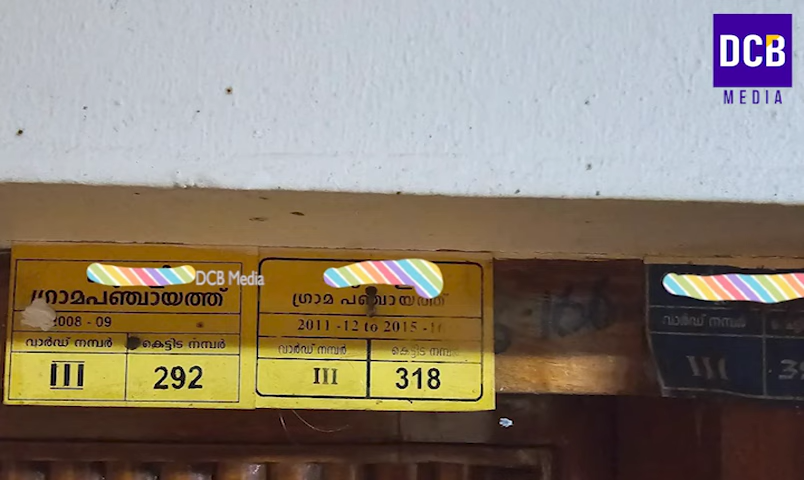 DCB
MEDIA
DCB Media
ഗ്രാമപഞ്ചായത്ത്
2008 - 09
വാർഡ് നമ്പർ
കെട്ടിട നമ്പർ
III
292
ഗ്രാമ പഞ്ചായത്ത്
2011 -12 to 2015 -16
വാർഡ് നമ്പർ
കെട്ടിട നമ്പർ
III
318
വാർഡ് നമ്പർ
III